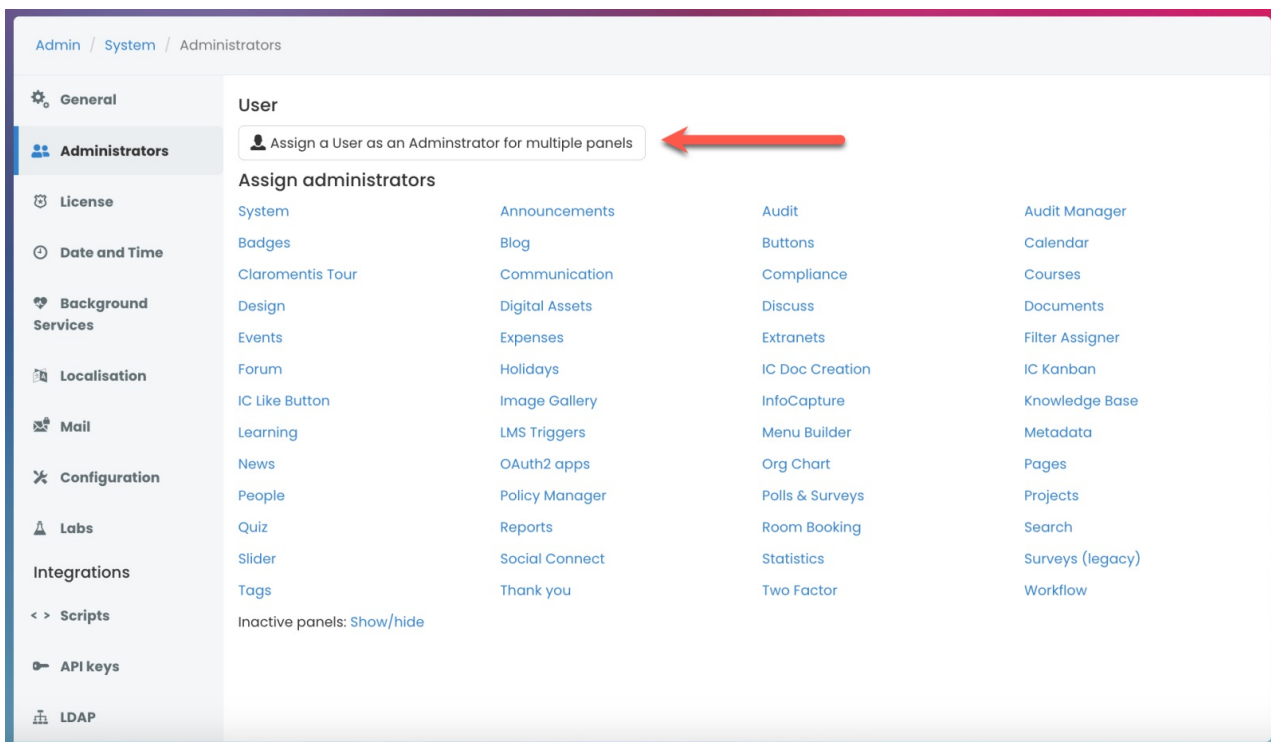 Admin / System / Administrators
General
Administrators
License
Date and Time
Background
Services
Localisation
Mail
Configuration
Labs
Integrations
Scripts
API keys
LDAP
User
Assign a User as an Adminstrator for multiple panels
Assign administrators
System Announcements Audit Audit Manager
Badges Blog Buttons Calendar
Claromentis Tour Communication Compliance Courses
Design Digital Assets Discuss Documents
Events Expenses Extranets Filter Assigner
Forum Holidays IC Doc Creation IC Kanban
IC Like Button Image Gallery InfoCapture Knowledge Base
Learning LMS Triggers Menu Builder Metadata
News OAuth2 apps Org Chart Pages
People Policy Manager Polls & Surveys Projects
Quiz Reports Room Booking Search
Slider Social Connect Statistics Surveys (legacy)
Tags Thank you Two Factor Workflow
Inactive panels: Show/hide